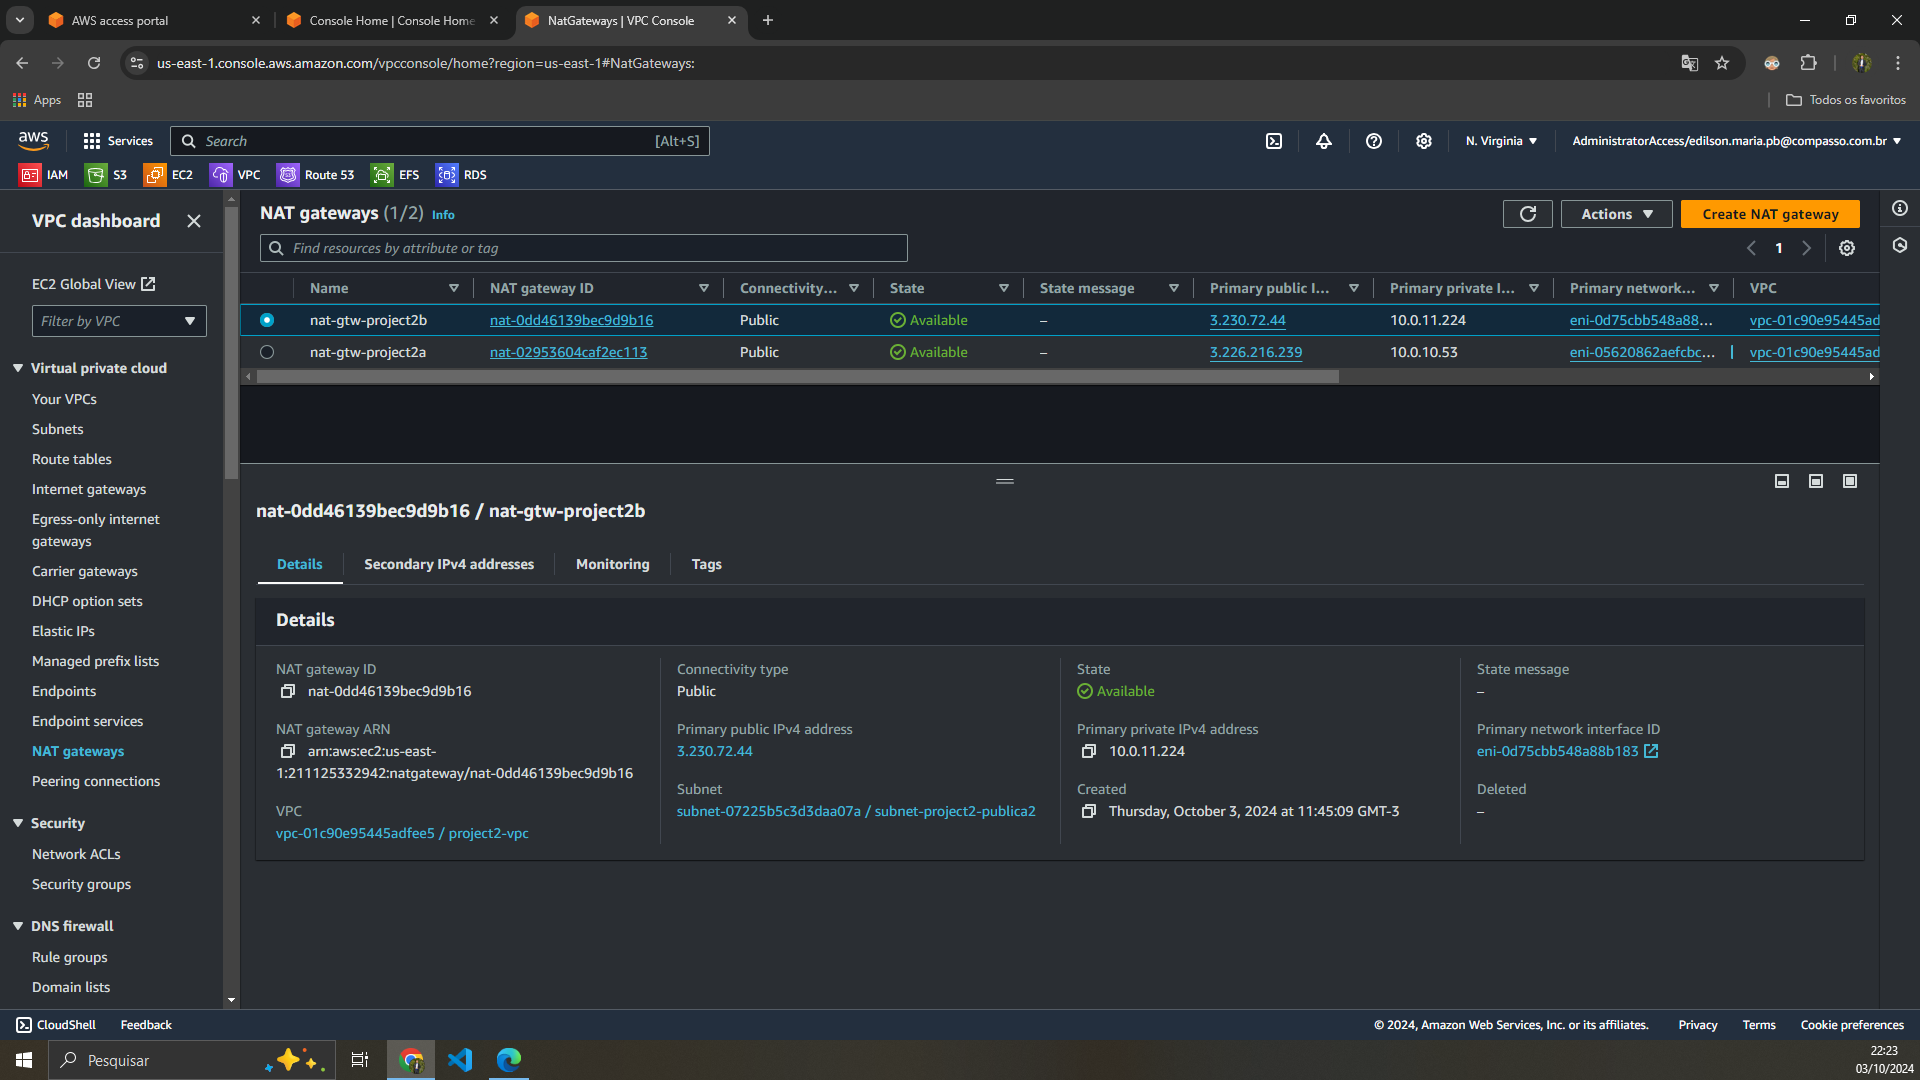 AWS access portal
Console Home | Console Home
NatGateways | VPC Console
us-east-1.console.aws.amazon.com/vpcconsole/home?region=us-east-1#NatGateways:
Apps
Todos os favoritos
aws
Services
Search
[Alt+S]
N. Virginia
AdministratorAccess/edilson.maria.pb@compasso.com.br
IAM
S3
EC2
VPC
Route 53
EFS
RDS
VPC dashboard
EC2 Global View
Filter by VPC
Virtual private cloud
Your VPCs
Subnets
Route tables
Internet gateways
Egress-only internet
gateways
Carrier gateways
DHCP option sets
Elastic IPs
Managed prefix lists
Endpoints
Endpoint services
NAT gateways
Peering connections
Security
Network ACLs
Security groups
DNS firewall
Rule groups
Domain lists
NAT gateways (1/2) Info
Actions
Create NAT gateway
Find resources by attribute or tag
1
Name
NAT gateway ID
Connectivity...
State
State message
Primary public I...
Primary private I...
Primary network...
VPC
nat-gtw-project2b
nat-0dd46139bec9d9b16
Public
Available
–
3.230.72.44
10.0.11.224
eni-0d75cbb548a88...
vpc-01c90e95445ad
nat-gtw-project2a
nat-02953604caf2ec113
Public
Available
–
3.226.216.239
10.0.10.53
eni-05620862aefcbc...
vpc-01c90e95445ad
nat-0dd46139bec9d9b16 / nat-gtw-project2b
Details
Secondary IPv4 addresses
Monitoring
Tags
Details
NAT gateway ID
nat-0dd46139bec9d9b16
Connectivity type
Public
State
Available
State message
–
NAT gateway ARN
arn:aws:ec2:us-east-
1:211125332942:natgateway/nat-0dd46139bec9d9b16
Primary public IPv4 address
3.230.72.44
Primary private IPv4 address
10.0.11.224
Primary network interface ID
eni-0d75cbb548a88b183
VPC
vpc-01c90e95445adfee5 / project2-vpc
Subnet
subnet-07225b5c3d3daa07a / subnet-project2-publica2
Created
Thursday, October 3, 2024 at 11:45:09 GMT-3
Deleted
–
CloudShell
Feedback
© 2024, Amazon Web Services, Inc. or its affiliates.
Privacy
Terms
Cookie preferences
Pesquisar
22:23
03/10/2024